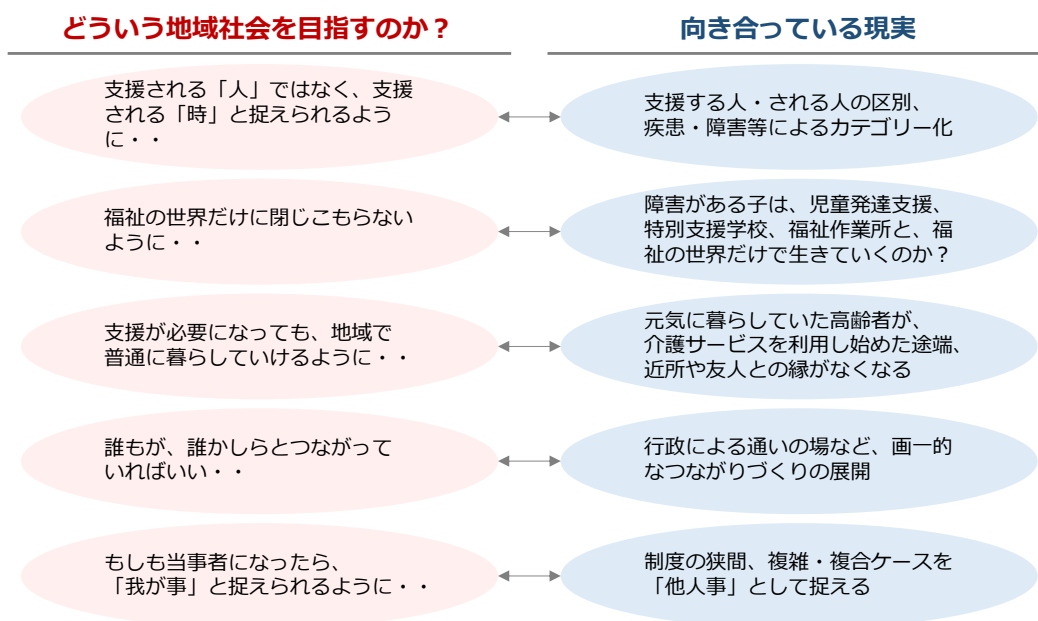 どういう地域社会を目指すのか？
向き合っている現実
支援される「人」ではなく、支援
される「時」と捉えられるよう
に・・
支援する人・される人の区別、
疾患・障害等によるカテゴリー化
福祉の世界だけに閉じこもらない
ように・・
障害がある子は、児童発達支援、
特別支援学校、福祉作業所と、福
祉の世界だけで生きていくのか？
支援が必要になっても、地域で
普通に暮らしていけるように・・
元気に暮らしていた高齢者が、
介護サービスを利用し始めた途端、
近所や友人との縁がなくなる
誰もが、誰かしらとつながって
いればいい・・
行政による通いの場など、画一的
なつながりづくりの展開
もしも当事者になったら、
「我が事」と捉えられるように・・
制度の狭間、複雑・複合ケースを
「他人事」として捉える